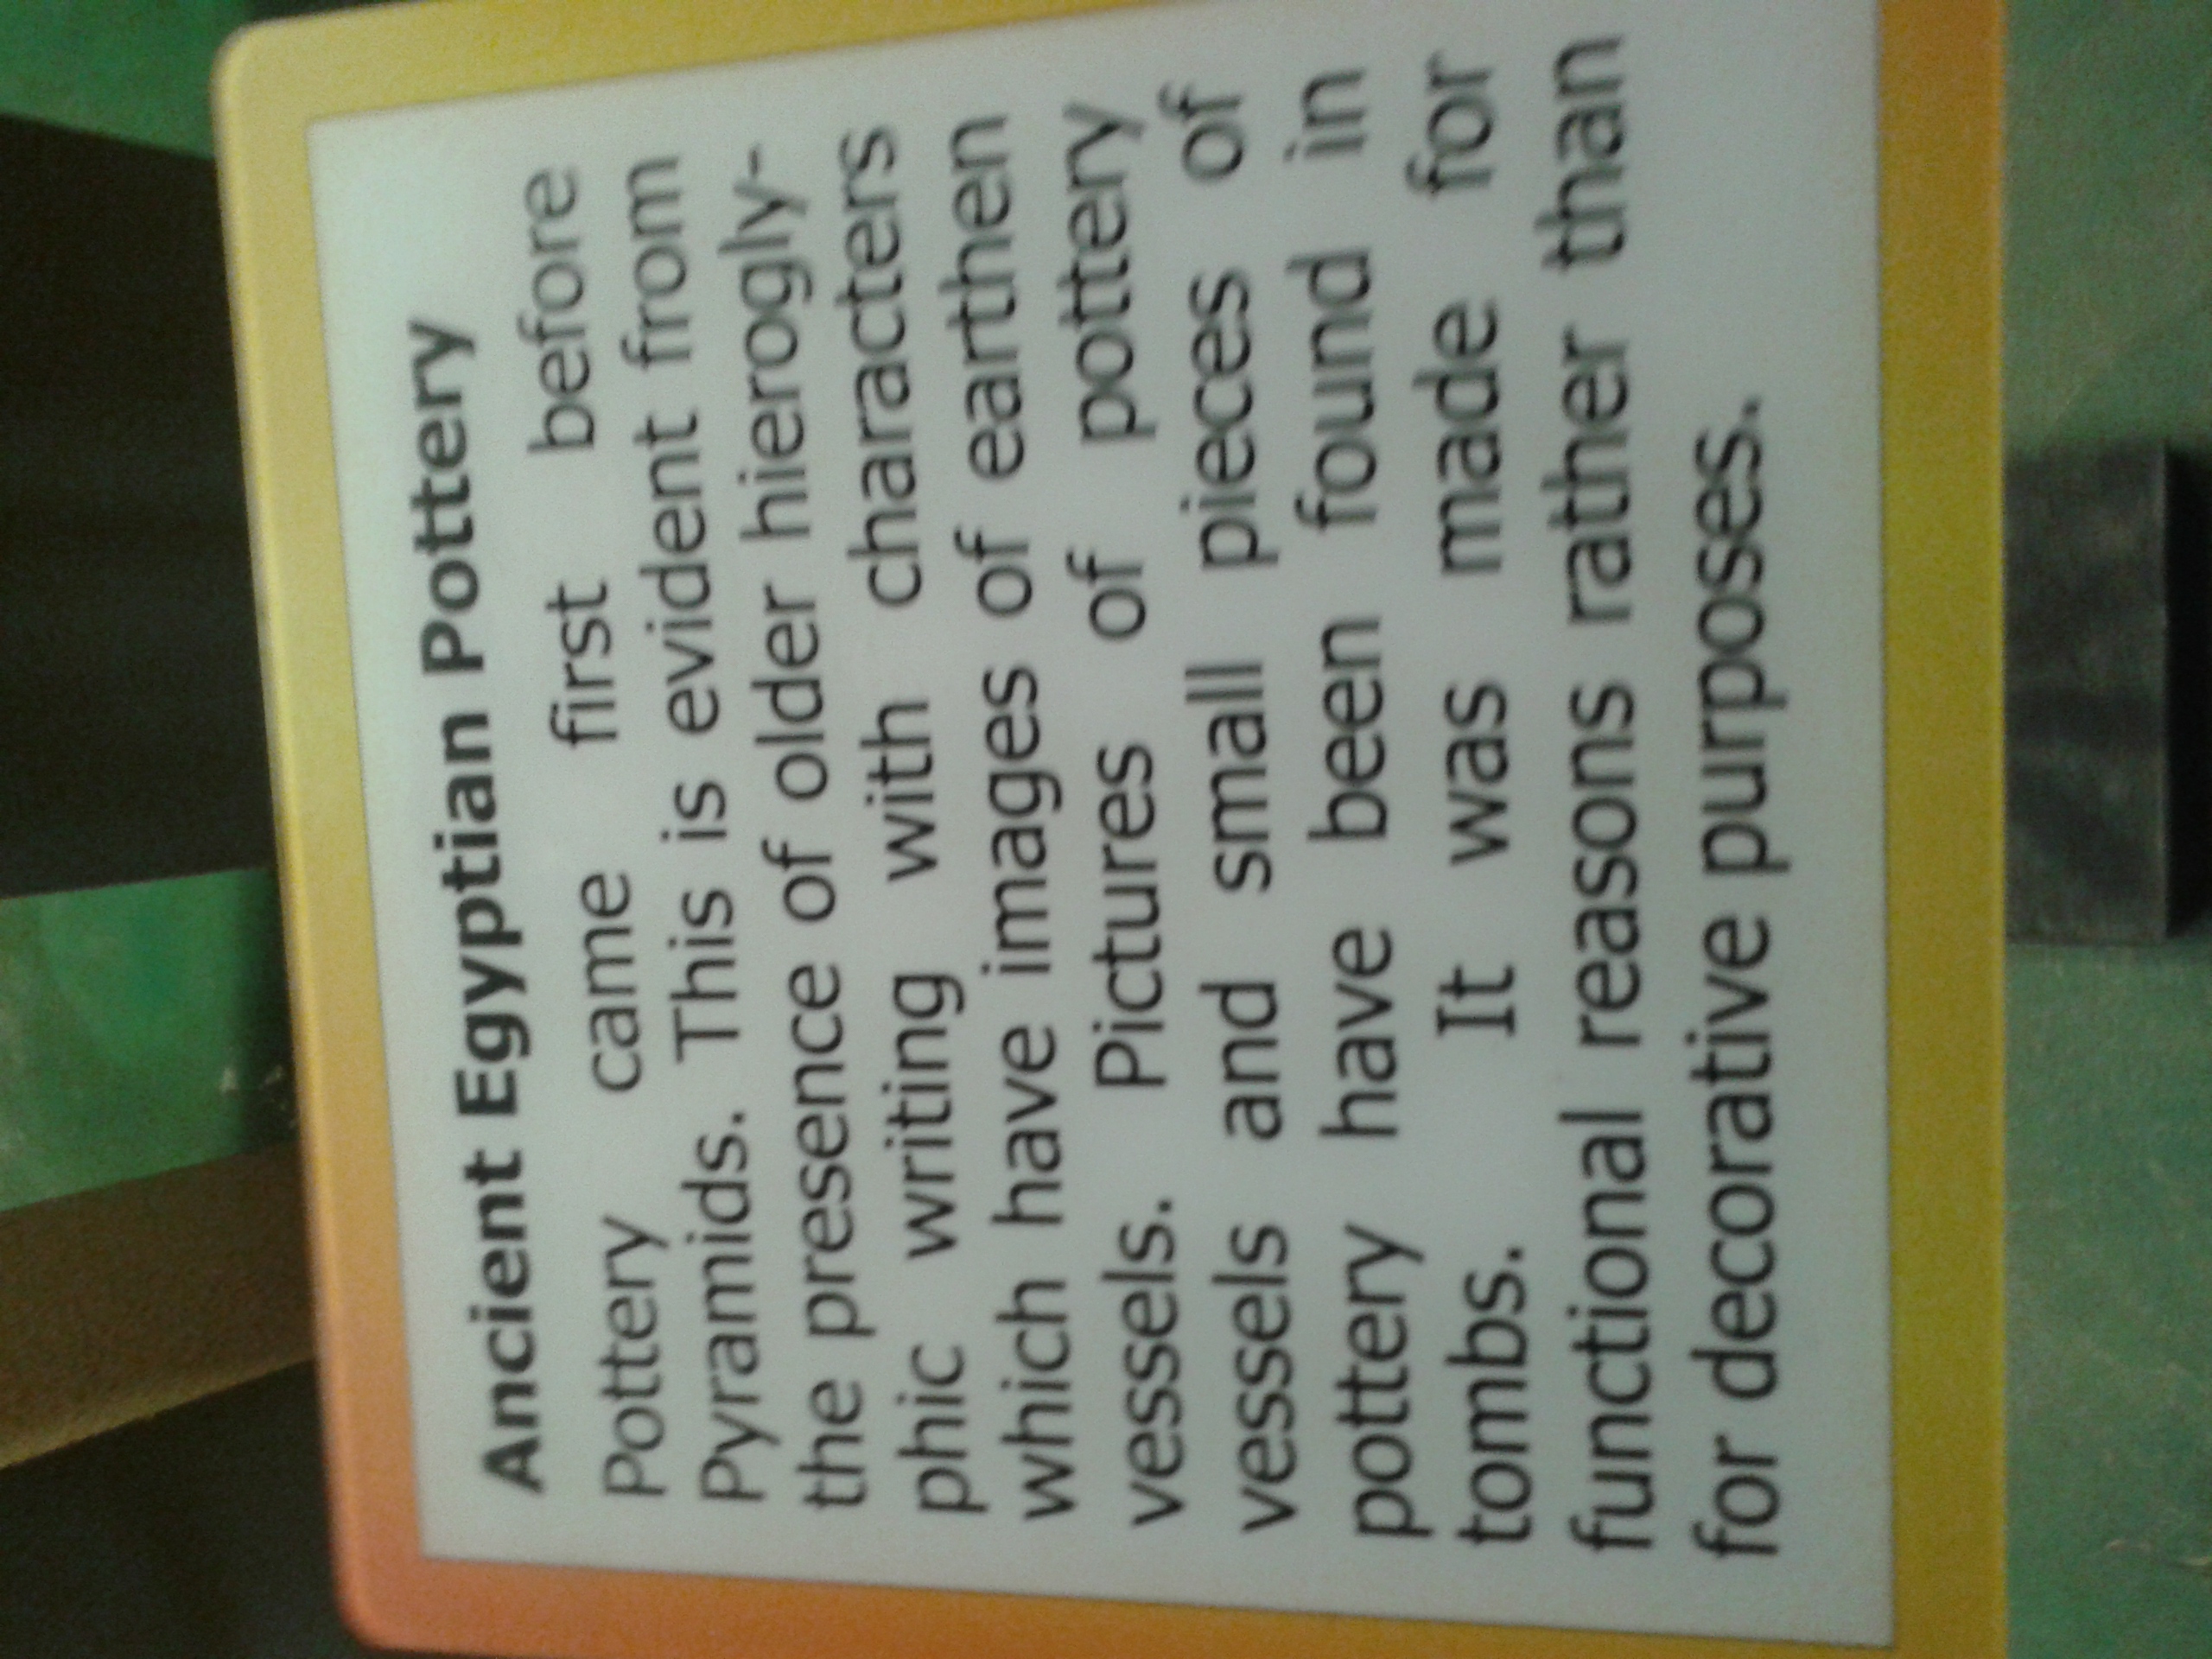 Ancient Egyptian Pottery
Pottery came first before
Pyramids. This is evident from
the presence of older hierogly-
phic writing with characters
which have images of earthen
vessels. Pictures of pottery
vessels and small pieces of
pottery have been found in
tombs. It was made for
functional reasons rather than
for decorative purposes.